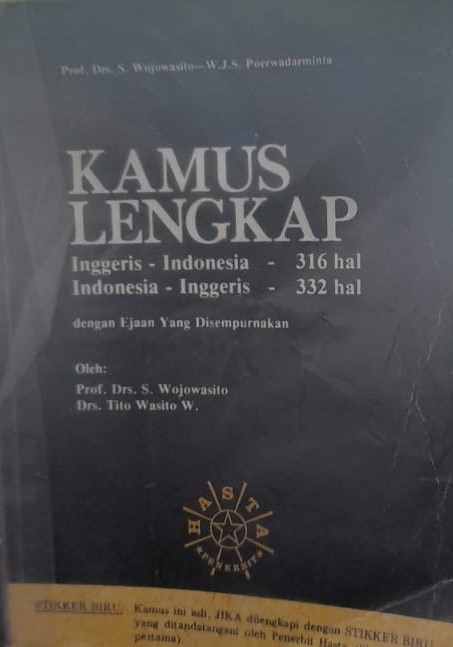 Prof. Drs. S. Wojowasito—W.J.S. Poerwadarminta
KAMUS
LENGKAP
Inggeris - Indonesia - 316 hal
Indonesia - Inggeris - 332 hal
dengan Ejaan Yang Disempurnakan
Oleh:
Prof. Drs. S. Wojowasito
Drs. Tito Wasito W.
HASTA
PENERBIT
STIKKER BIRU: Kamus ini asli, JIKA dilengkapi dengan STIKKER BIRU
yang ditandatangani oleh Penerbit Hasta
pertama)